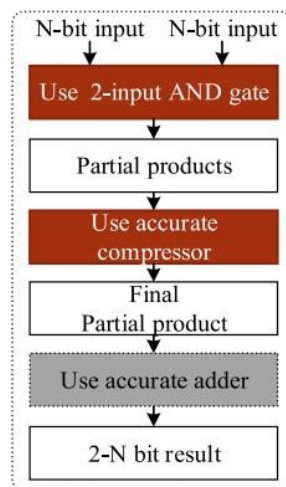 N-bit input N-bit input
Use 2-input AND gate
Partial products
Use accurate
compressor
Final
Partial product
Use accurate adder
2-N bit result